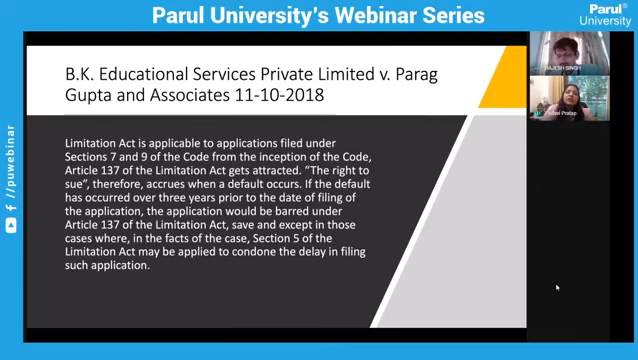 Parul University's Webinar Series
Parul®
University
B.K. Educational Services Private Limited v. Parag
Gupta and Associates 11-10-2018
Limitation Act is applicable to applications filed under
Sections 7 and 9 of the Code from the inception of the Code,
Article 137 of the Limitation Act gets attracted. “The right to
sue”, therefore, accrues when a default occurs. If the default
has occurred over three years prior to the date of filing of
the application, the application would be barred under
Article 137 of the Limitation Act, save and except in those
cases where, in the facts of the case, Section 5 of the
Limitation Act may be applied to condone the delay in filing
such application.
RAJESH SINGH
Pratap
//puwebinar